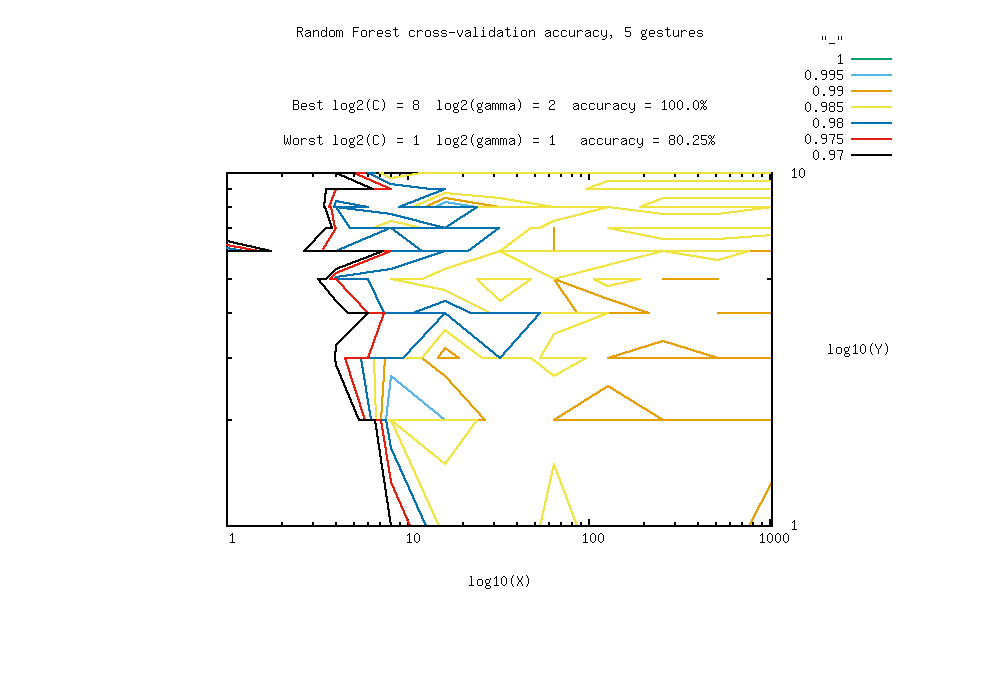 Random Forest cross-validation accuracy, 5 gestures
"_"
1
0.995
0.99
0.985
0.98
0.975
0.97
Best log2(C) = 8  log2(gamma) = 2  accuracy = 100.0%
Worst log2(C) = 1  log2(gamma) = 1   accuracy = 80.25%
10
log10(Y)
1
1 10 100 1000
log10(X)